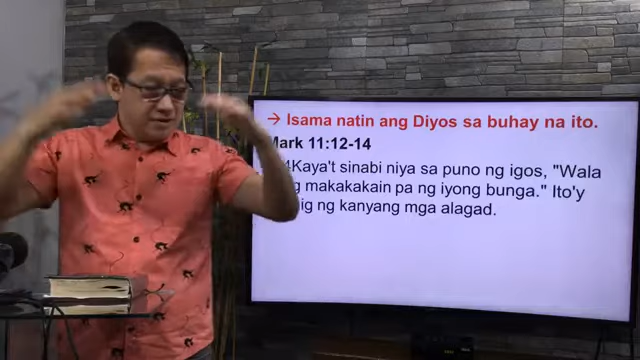 → Isama natin ang Diyos sa buhay na ito.
Mark 11:12-14
4Kaya't sinabi niya sa puno ng igos, "Wala
makakakain pa ng iyong bunga." Ito'y
ng kanyang mga alagad.